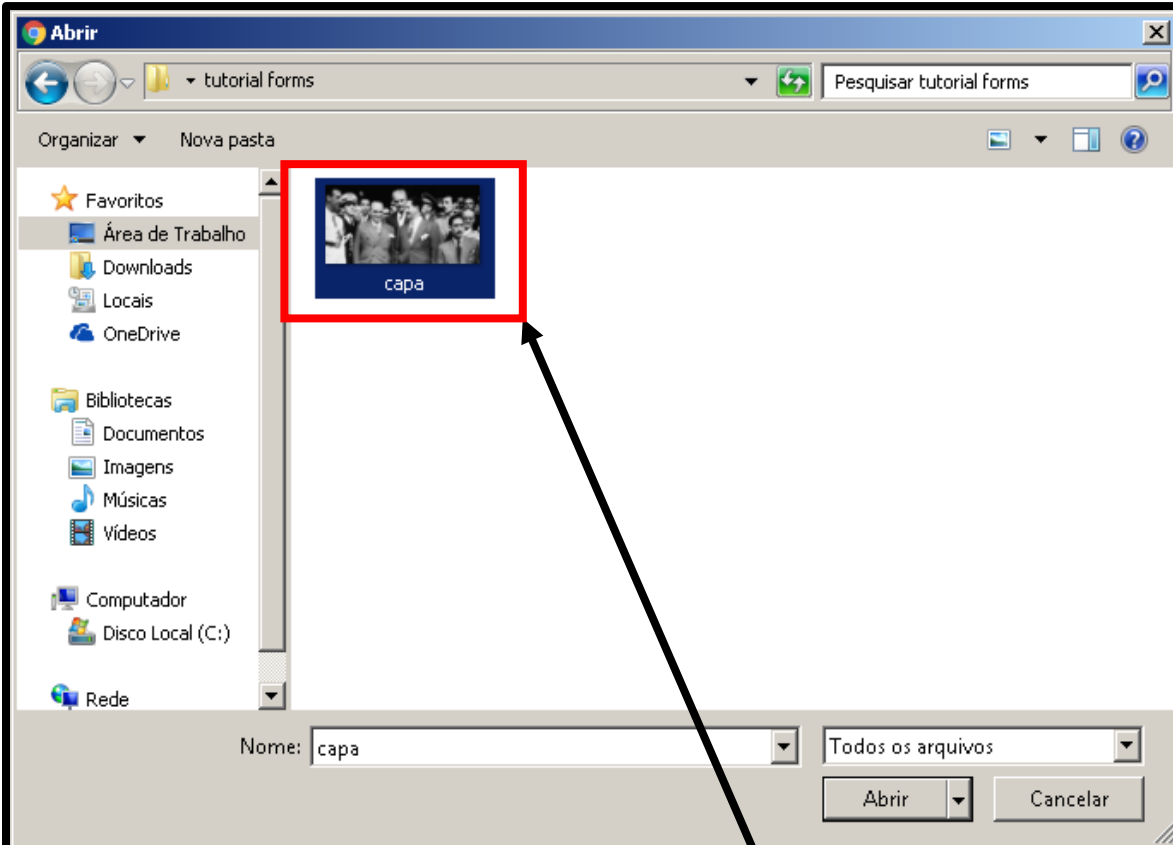 Abrir
tutorial forms
Pesquisar tutorial forms
Organizar
Nova pasta
Favoritos
Área de Trabalho
Downloads
Locais
OneDrive
Bibliotecas
Documentos
Imagens
Músicas
Vídeos
Computador
Disco Local (C:)
Rede
capa
Nome: capa
Todos os arquivos
Abrir
Cancelar